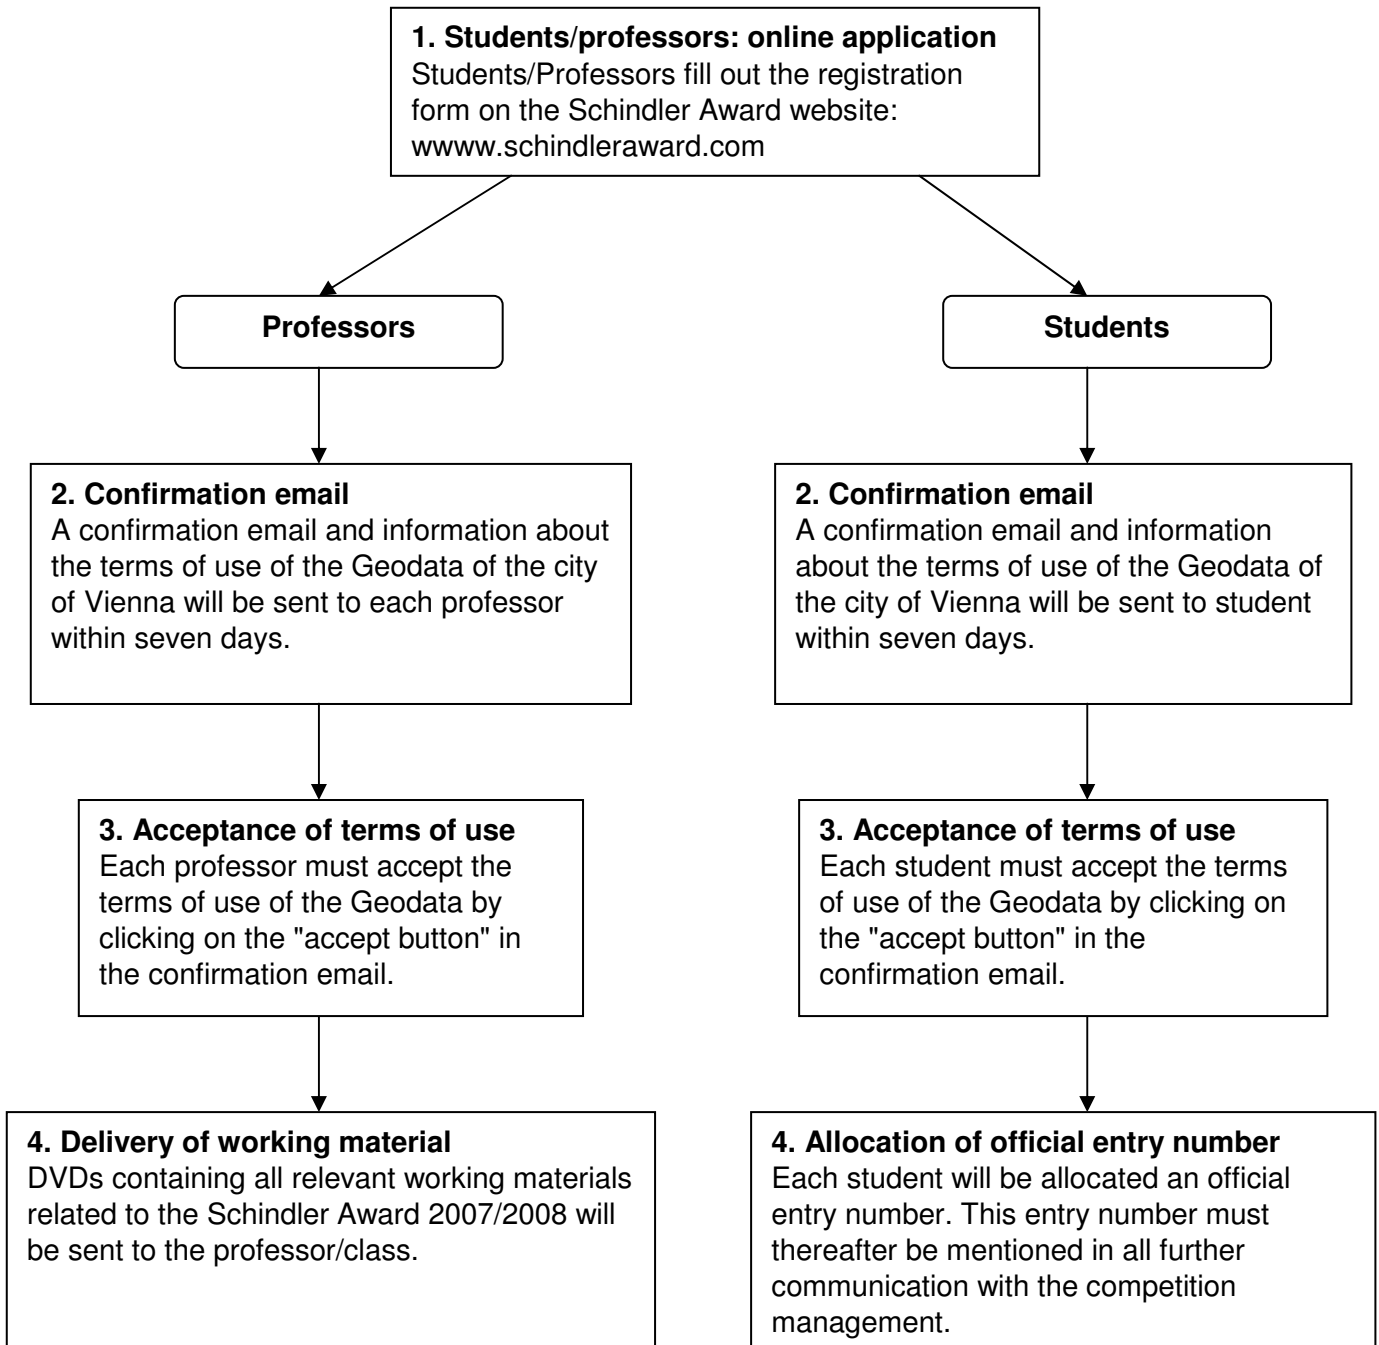 1. Students/professors: online application
Students/Professors fill out the registration
form on the Schindler Award website:
wwww.schindleraward.com
Professors
Students
2. Confirmation email
A confirmation email and information about
the terms of use of the Geodata of the city
of Vienna will be sent to each professor
within seven days.
2. Confirmation email
A confirmation email and information
about the terms of use of the Geodata of
the city of Vienna will be sent to student
within seven days.
3. Acceptance of terms of use
Each professor must accept the
terms of use of the Geodata by
clicking on the "accept button" in
the confirmation email.
3. Acceptance of terms of use
Each student must accept the terms
of use of the Geodata by clicking on
the "accept button" in the
confirmation email.
4. Delivery of working material
DVDs containing all relevant working materials
related to the Schindler Award 2007/2008 will
be sent to the professor/class.
4. Allocation of official entry number
Each student will be allocated an official
entry number. This entry number must
thereafter be mentioned in all further
communication with the competition
management.